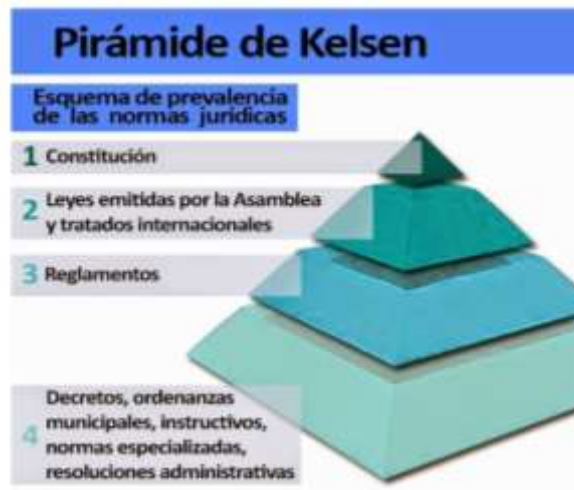 Pirámide de Kelsen
Esquema de prevalencia
de las normas jurídicas
1 Constitución
2 Leyes emitidas por la Asamblea
y tratados internacionales
3 Reglamentos
4 Decretos, ordenanzas
municipales, instructivos,
normas especializadas,
resoluciones administrativas